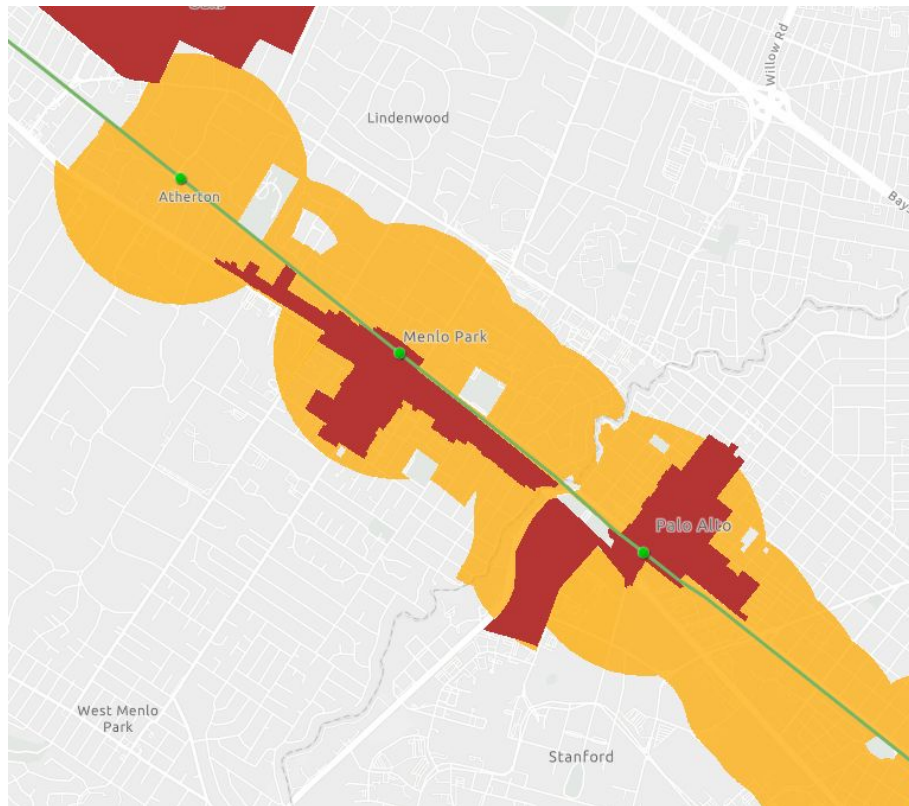 Willow Rd
Lindenwood
Atherton
Bays
Menlo Park
Palo Alto
West Menlo
Park
Stanford